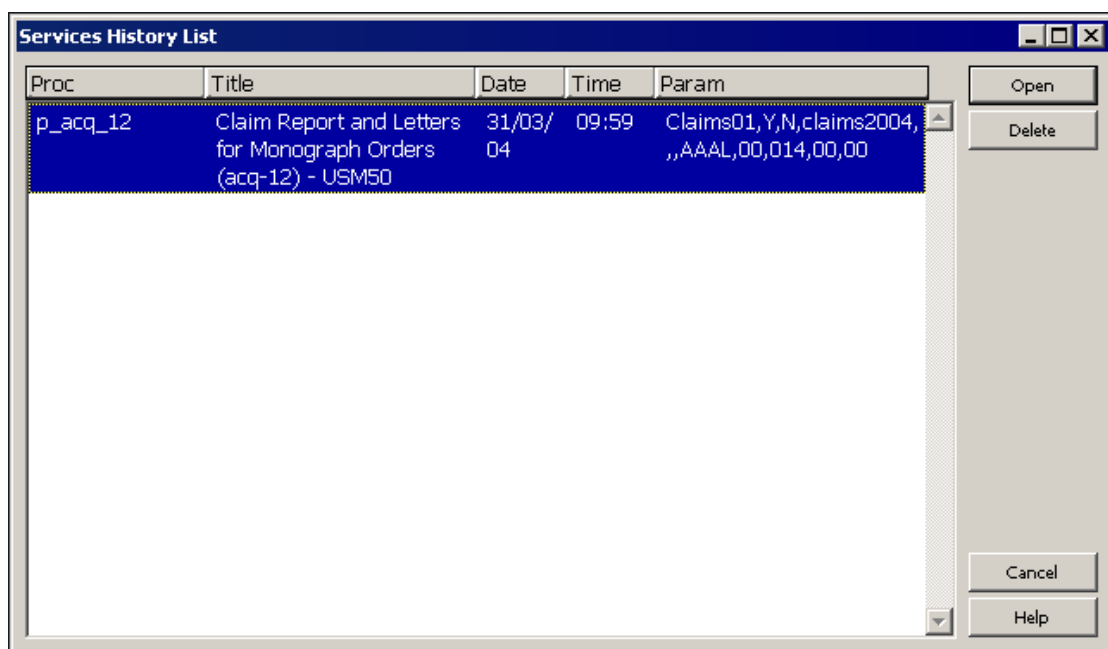 Services History List
Proc Title Date Time Param
Open
p_acq_12 Claim Report and Letters 31/03/ 09:59 Claims01,Y,N,claims2004,
for Monograph Orders 04 ,,AAAL,00,014,00,00
(acq-12) - USM50
Delete
Cancel
Help